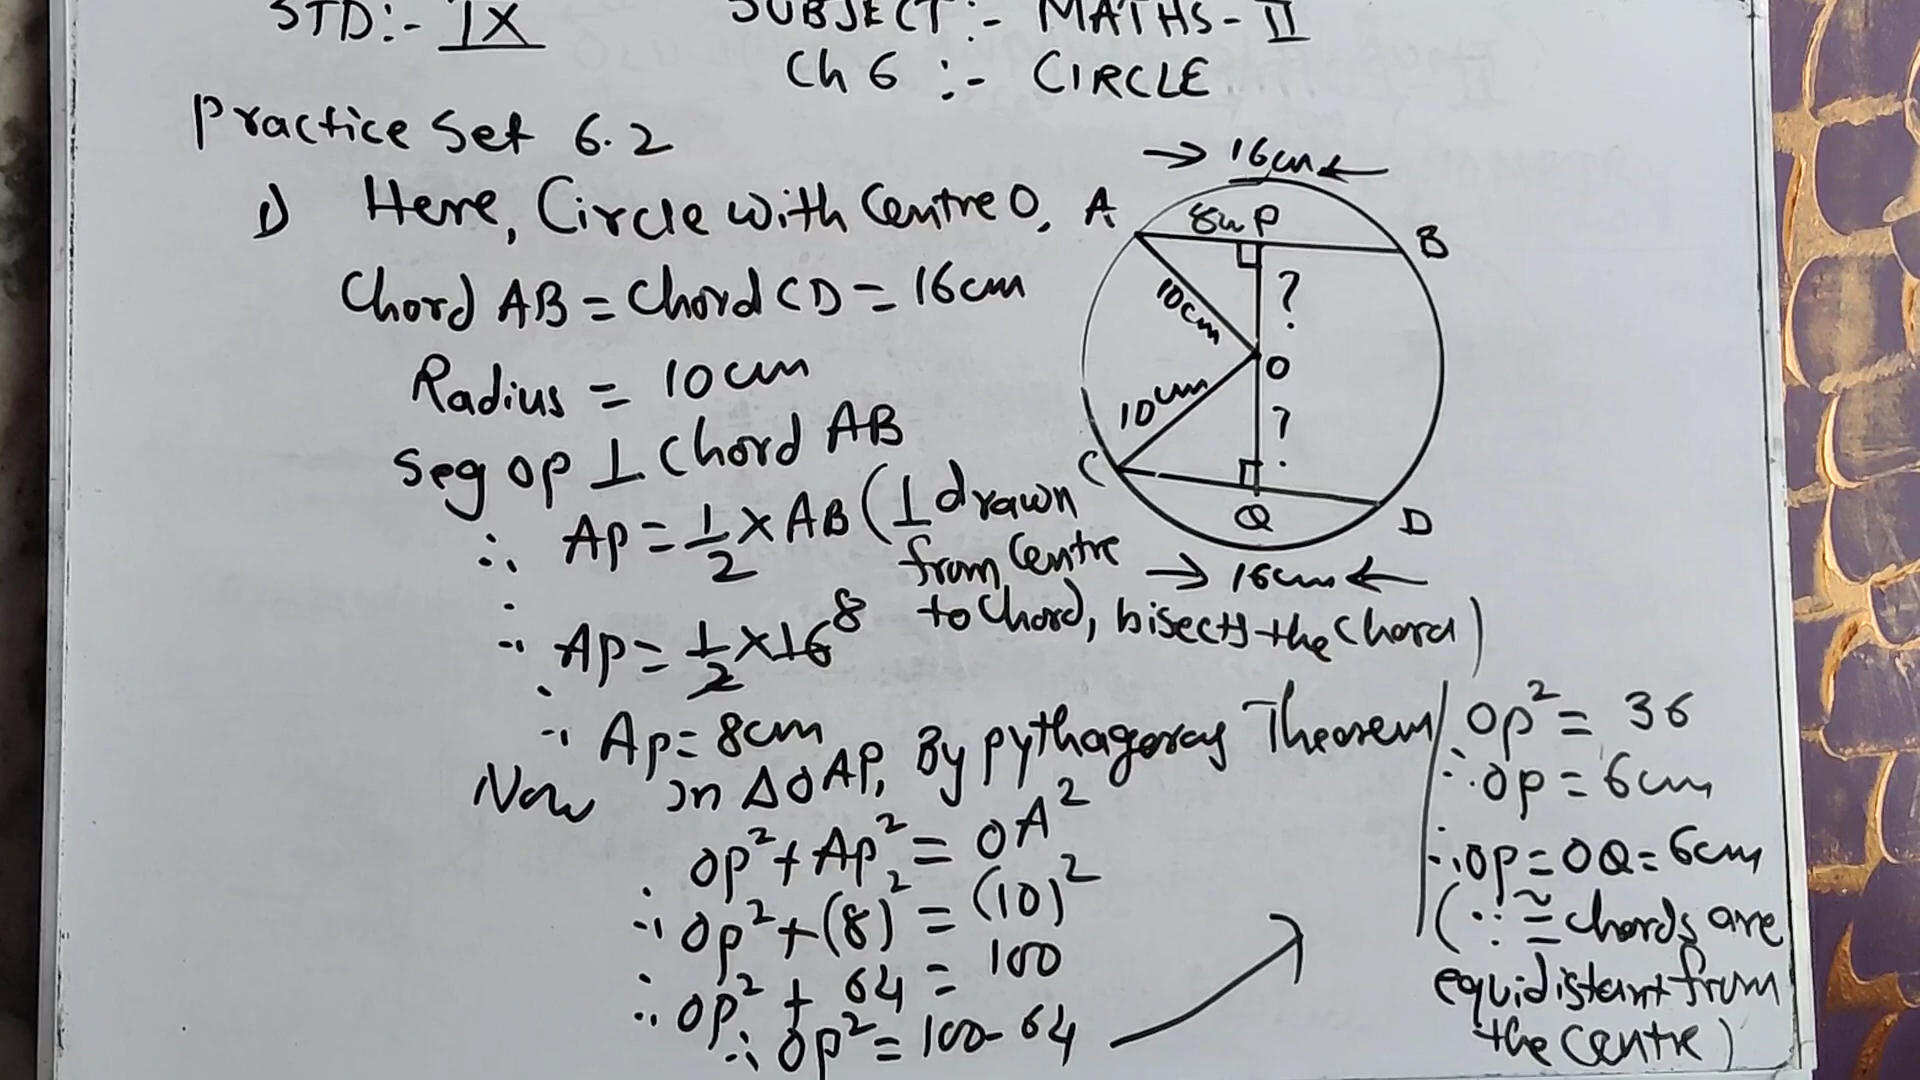 STD:- IX SUBJECT:- MATHS-II
Ch 6 :- CIRCLE
Practice Set 6.2
1) Here, Circle with Centre O,
Chord AB = Chord CD = 16cm
Radius = 10cm
Seg OP ⊥ Chord AB
∴ AP = 1/2 × AB (⊥ drawn
from Centre
to Chord, bisects the Chord)
∴ AP = 1/2 × 16 8
∴ AP = 8cm
Now in ΔOAP, By pythagoras Theorem
OP² + AP² = OA²
∴ OP² + (8)² = (10)²
∴ OP² + 64 = 100
∴ OP² = 100 - 64
OP² = 36
∴ OP = 6cm
∴ OP = OQ = 6cm
(∵ ≅ chords are
equidistant from
the Centre)
→ 16cm ←
A 8cm P B
10cm ?
O
10cm ?
C Q D
→ 16cm ←